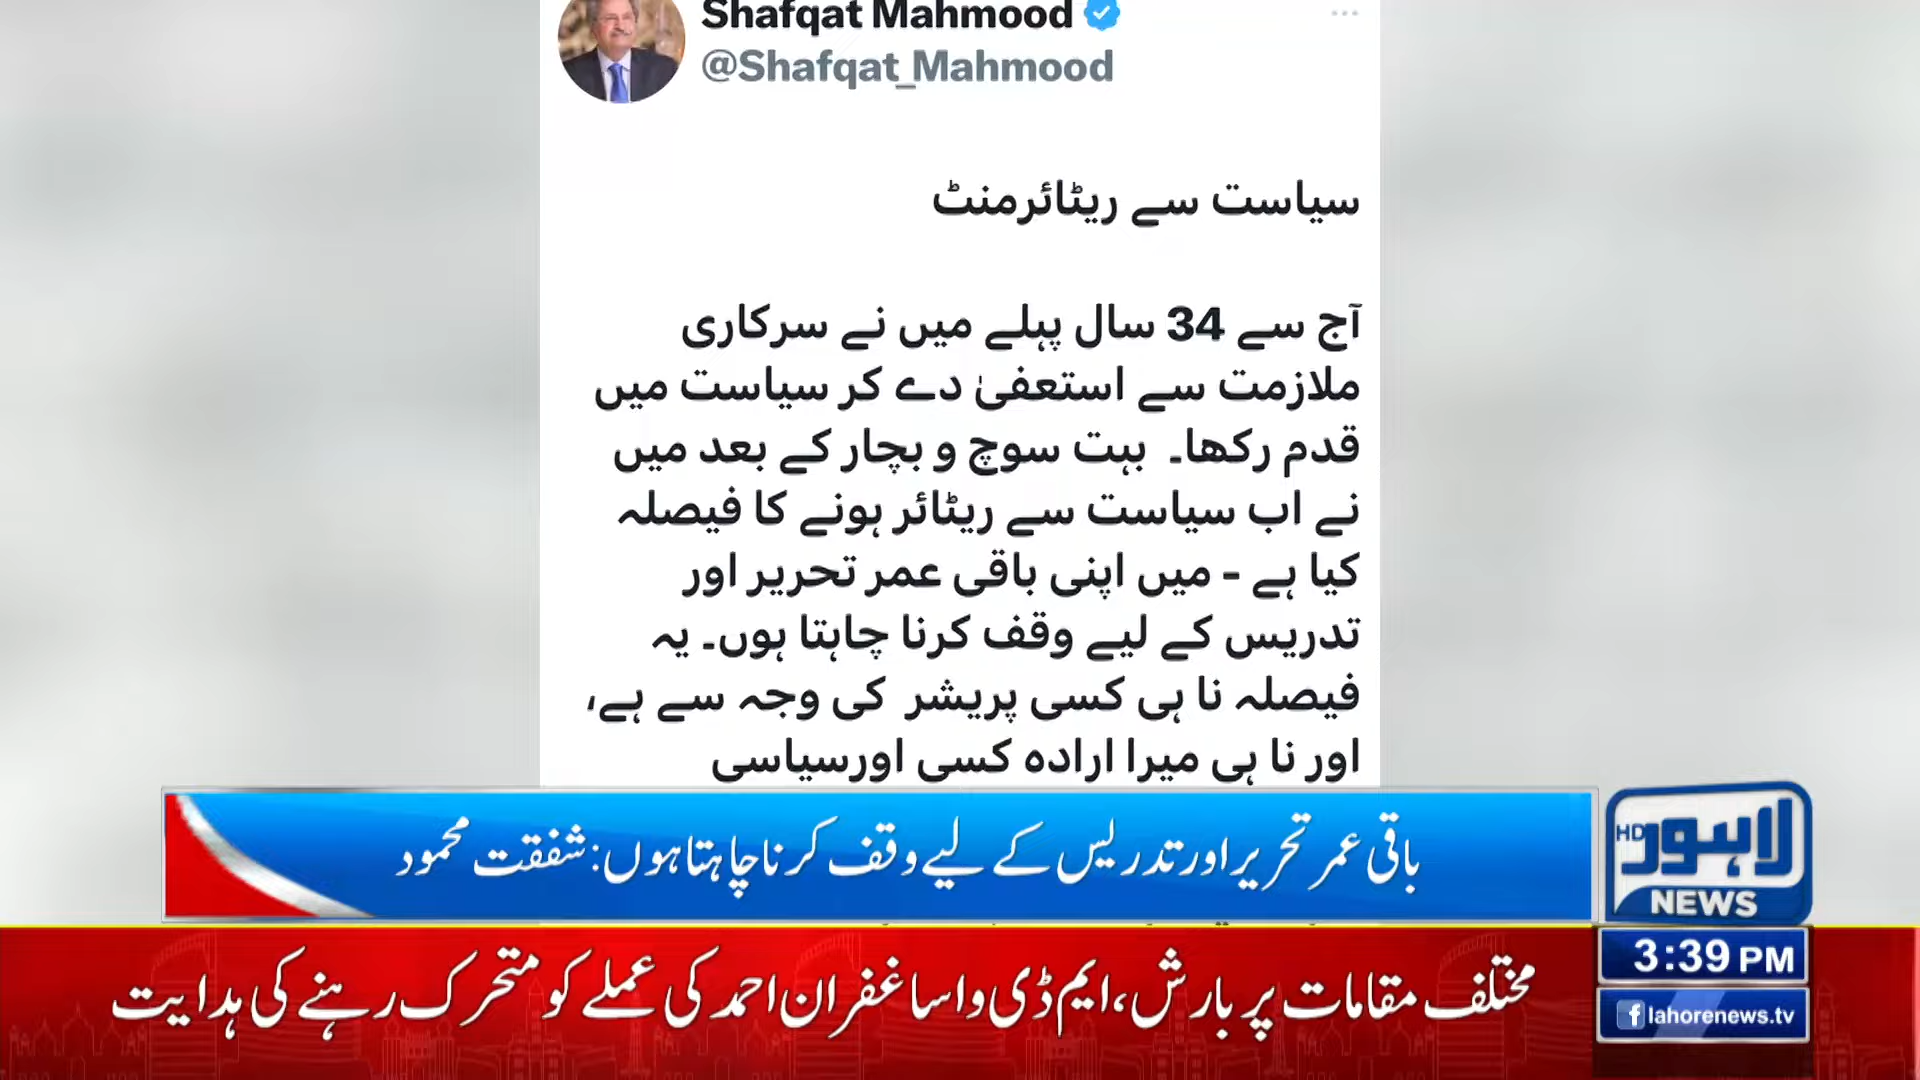 Shafqat Mahmood
@Shafqat_Mahmood
سیاست سے ریٹائرمنٹ
آج سے 34 سال پہلے میں نے سرکاری
ملازمت سے استعفیٰ دے کر سیاست میں
قدم رکھا۔ بہت سوچ و بچار کے بعد میں
نے اب سیاست سے ریٹائر ہونے کا فیصلہ
کیا ہے - میں اپنی باقی عمر تحریر اور
تدریس کے لیے وقف کرنا چاہتا ہوں۔ یہ
فیصلہ نا ہی کسی پریشر کی وجہ سے ہے،
اور نا ہی میرا ارادہ کسی اورسیاسی
باقی عمر تحریر اور تدریس کے لیے وقف کرنا چاہتا ہوں: شفقت محمود
لاہور
HD
NEWS
3:39 PM
مختلف مقامات پر بارش، ایم ڈی واسا غفران احمد کی عملے کو متحرک رہنے کی ہدایت
lahorenews.tv